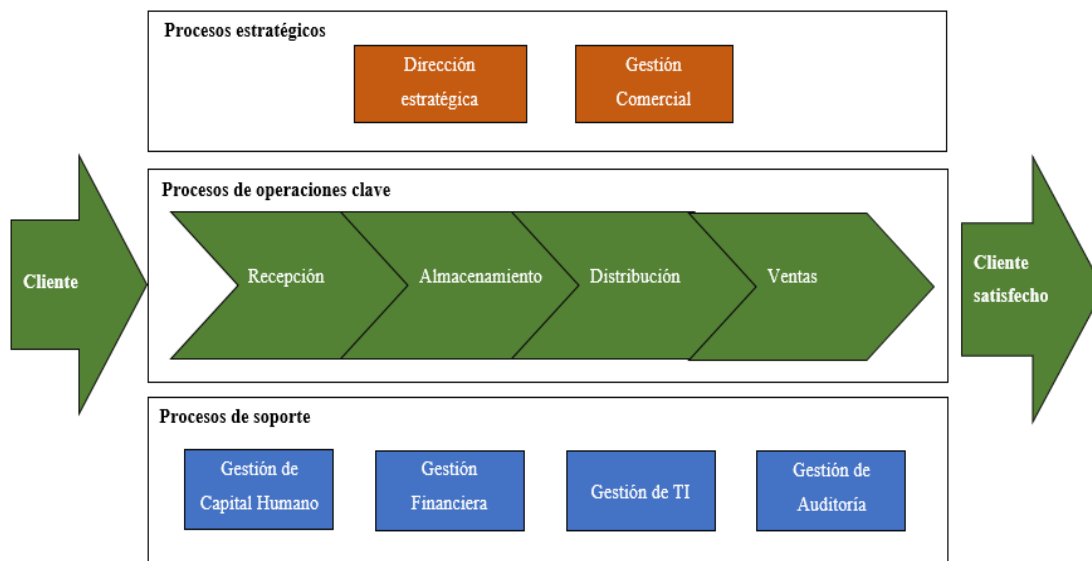 Procesos estratégicos
Dirección
estratégica
Gestión
Comercial
Procesos de operaciones clave
Cliente
Recepción
Almacenamiento
Distribución
Ventas
Cliente
satisfecho
Procesos de soporte
Gestión de
Capital Humano
Gestión
Financiera
Gestión de TI
Gestión de
Auditoría